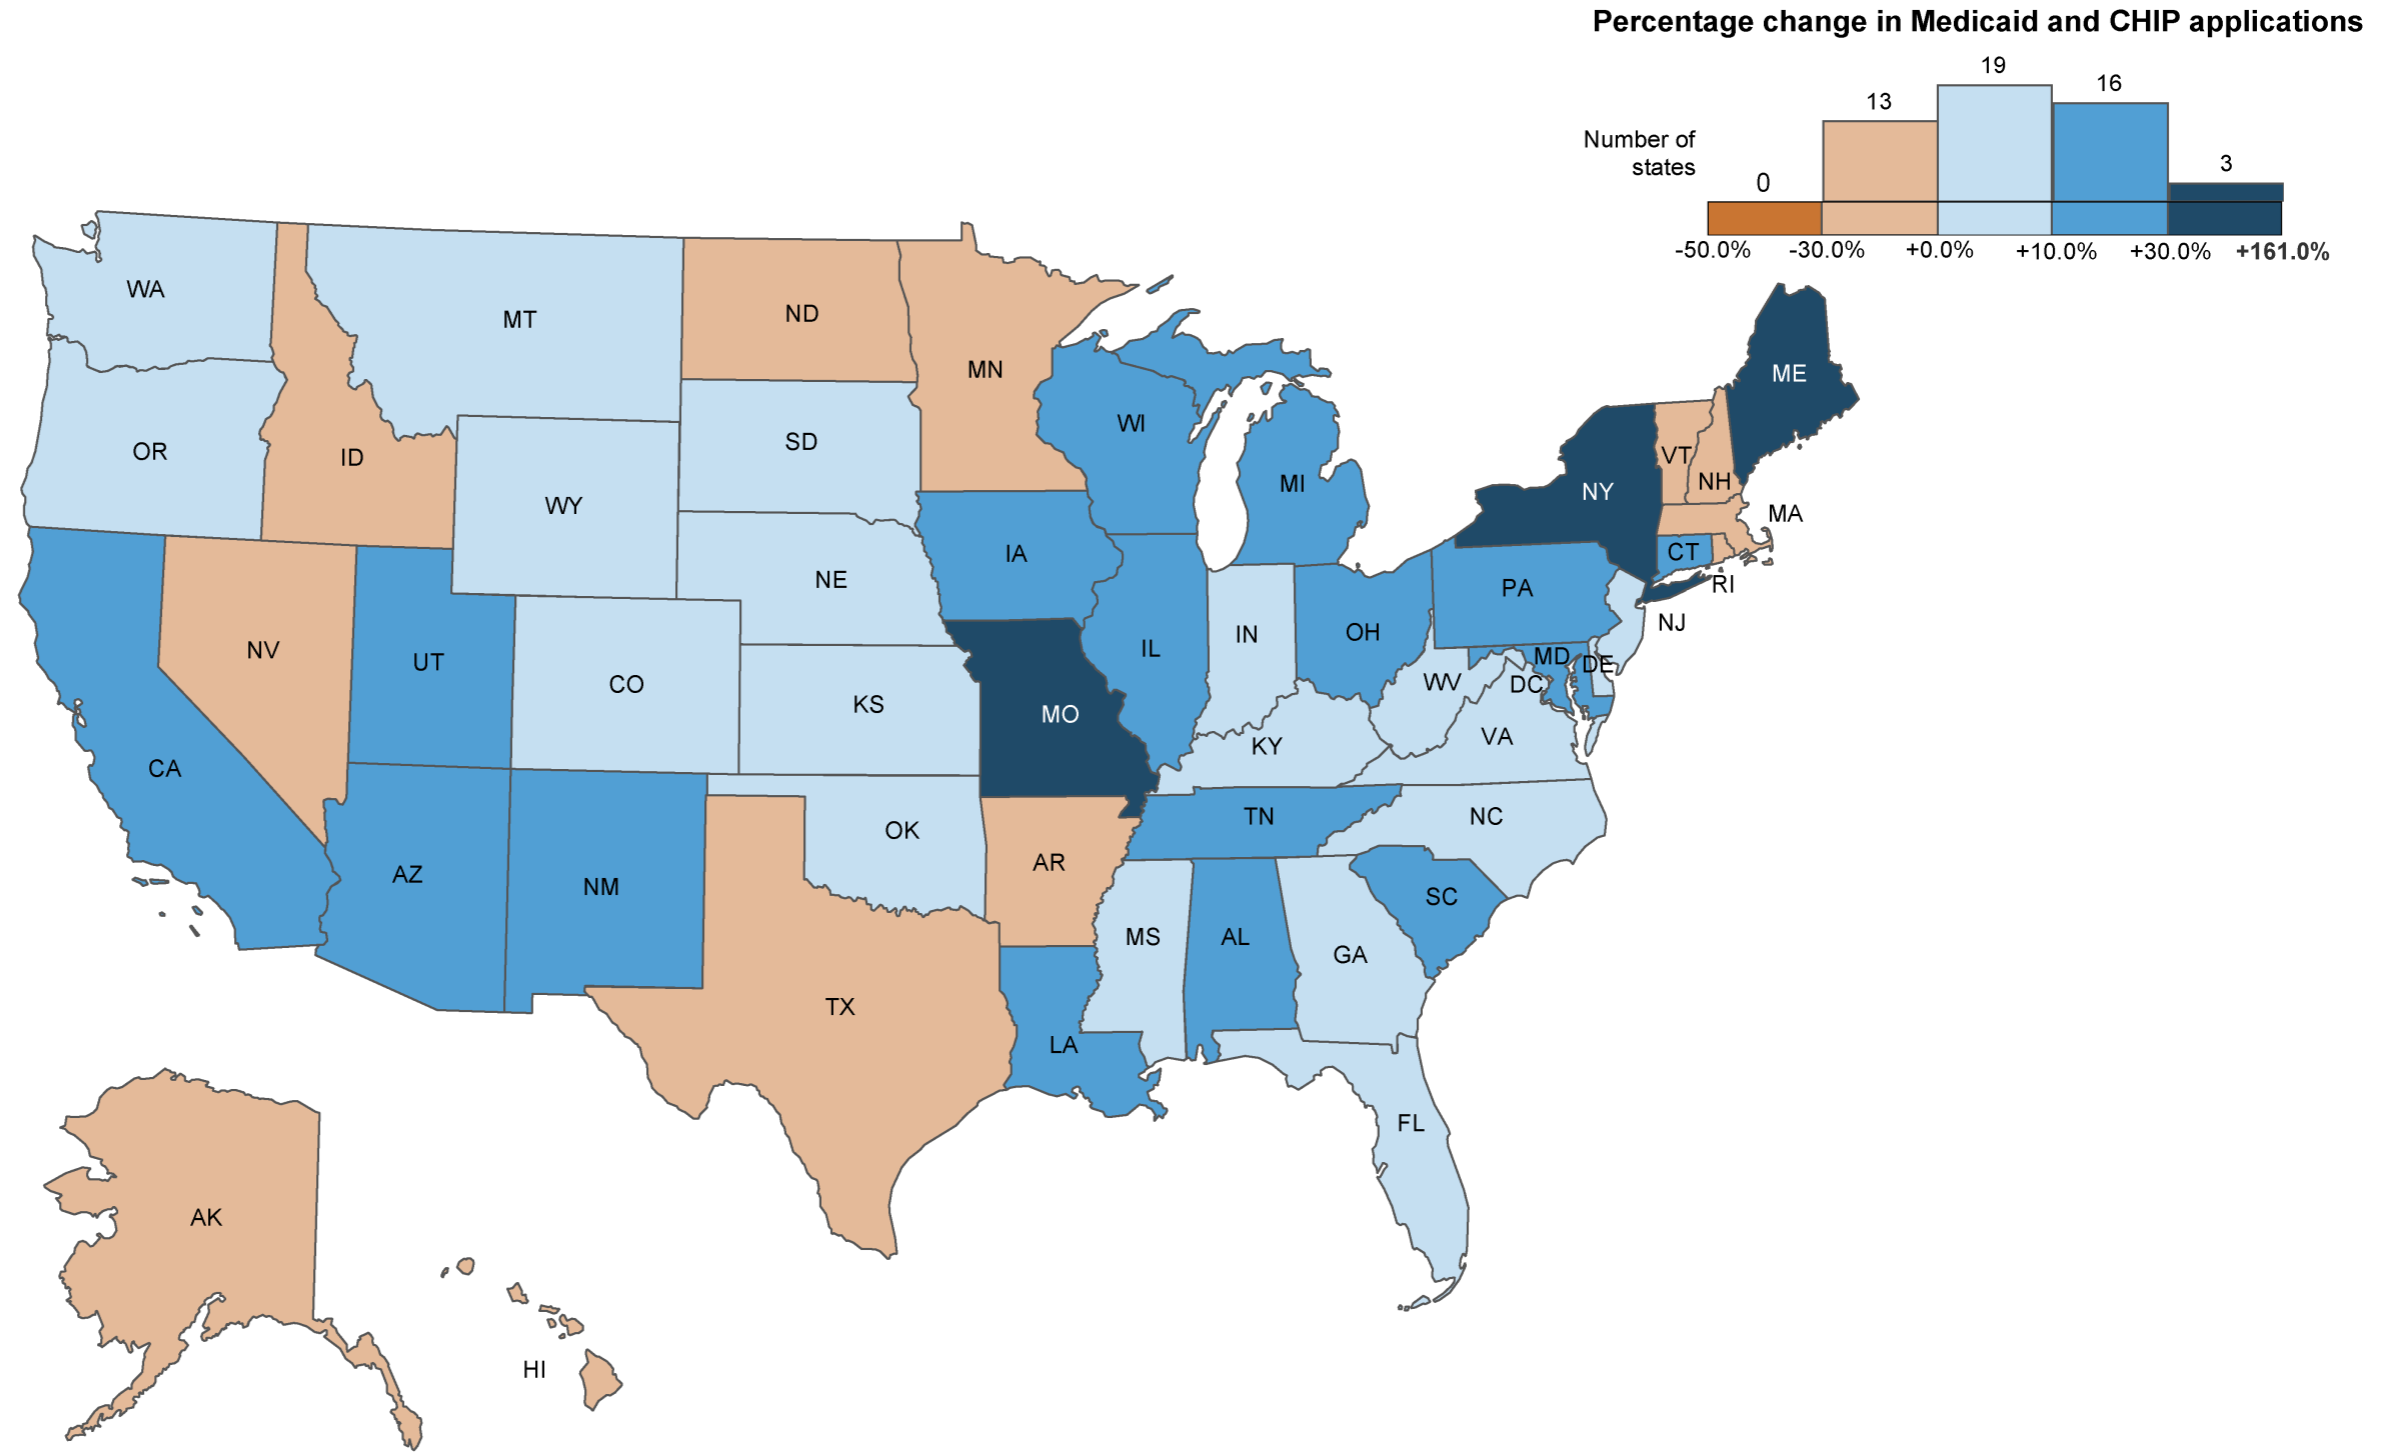 Percentage change in Medicaid and CHIP applications
19
16
13
Number of
states
3
0
-50.0% -30.0% +0.0% +10.0% +30.0% +161.0%
WA
MT
ND
MN
ME
OR
ID
SD
WI
WY
MI
VT
NH
NY
MA
IA
CT
NE
PA
RI
NV
UT
IN
OH
NJ
IL
CO
KS
WV
MD
DE
DC
MO
CA
KY
VA
OK
TN
NC
AZ
NM
AR
SC
MS
AL
GA
TX
LA
FL
AK
HI